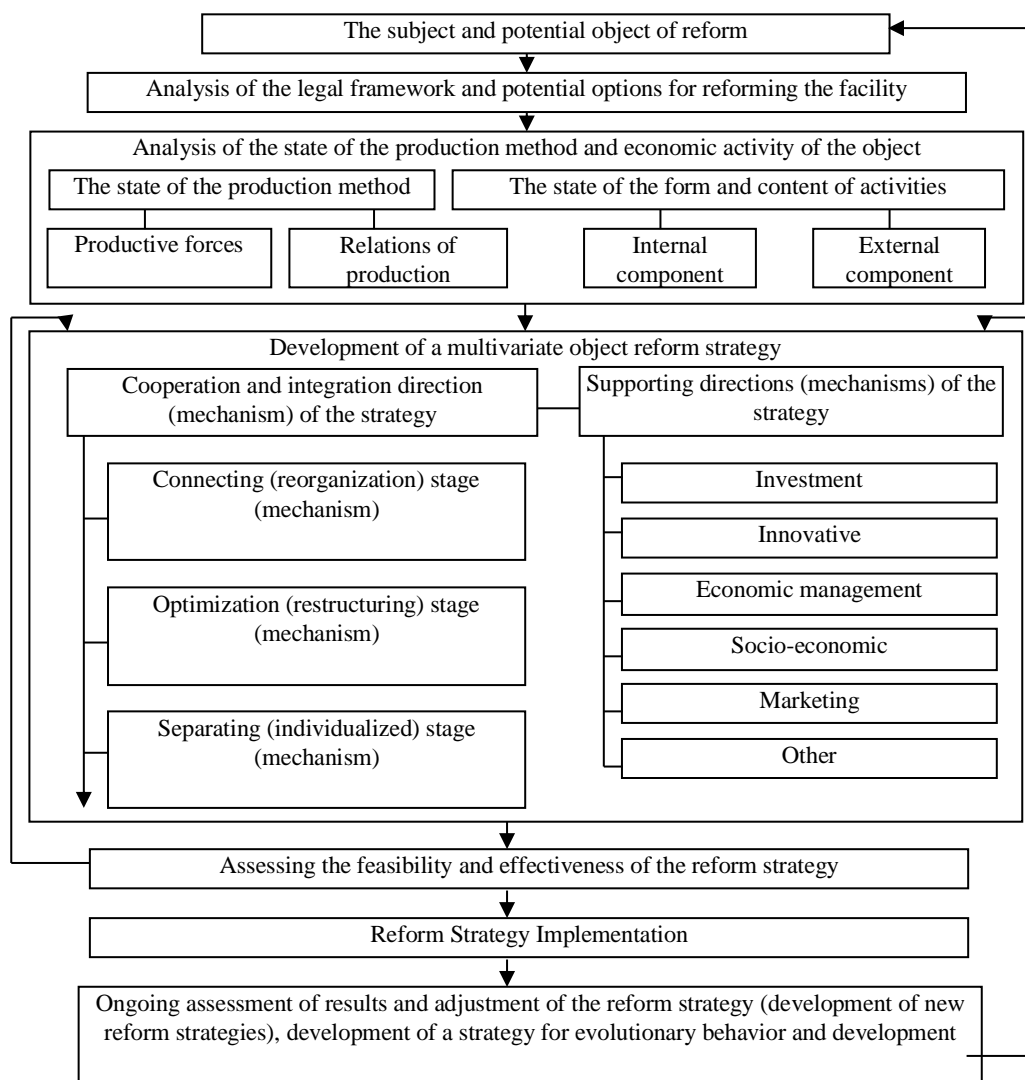 The subject and potential object of reform
Analysis of the legal framework and potential options for reforming the facility
Analysis of the state of the production method and economic activity of the object
The state of the production method
The state of the form and content of activities
Productive forces
Relations of
production
Internal
component
External
component
Development of a multivariate object reform strategy
Cooperation and integration direction
(mechanism) of the strategy
Supporting directions (mechanisms) of the
strategy
Connecting (reorganization) stage
(mechanism)
Optimization (restructuring) stage
(mechanism)
Separating (individualized) stage
(mechanism)
Investment
Innovative
Economic management
Socio-economic
Marketing
Other
Assessing the feasibility and effectiveness of the reform strategy
Reform Strategy Implementation
Ongoing assessment of results and adjustment of the reform strategy (development of new
reform strategies), development of a strategy for evolutionary behavior and development